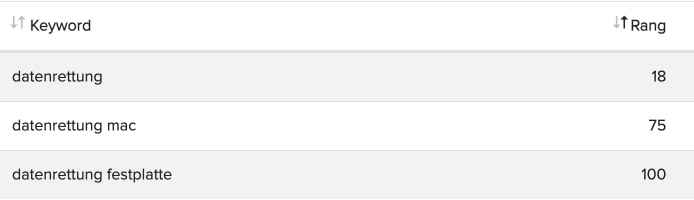 Keyword Rang
datenrettung 18
datenrettung mac 75
datenrettung festplatte 100